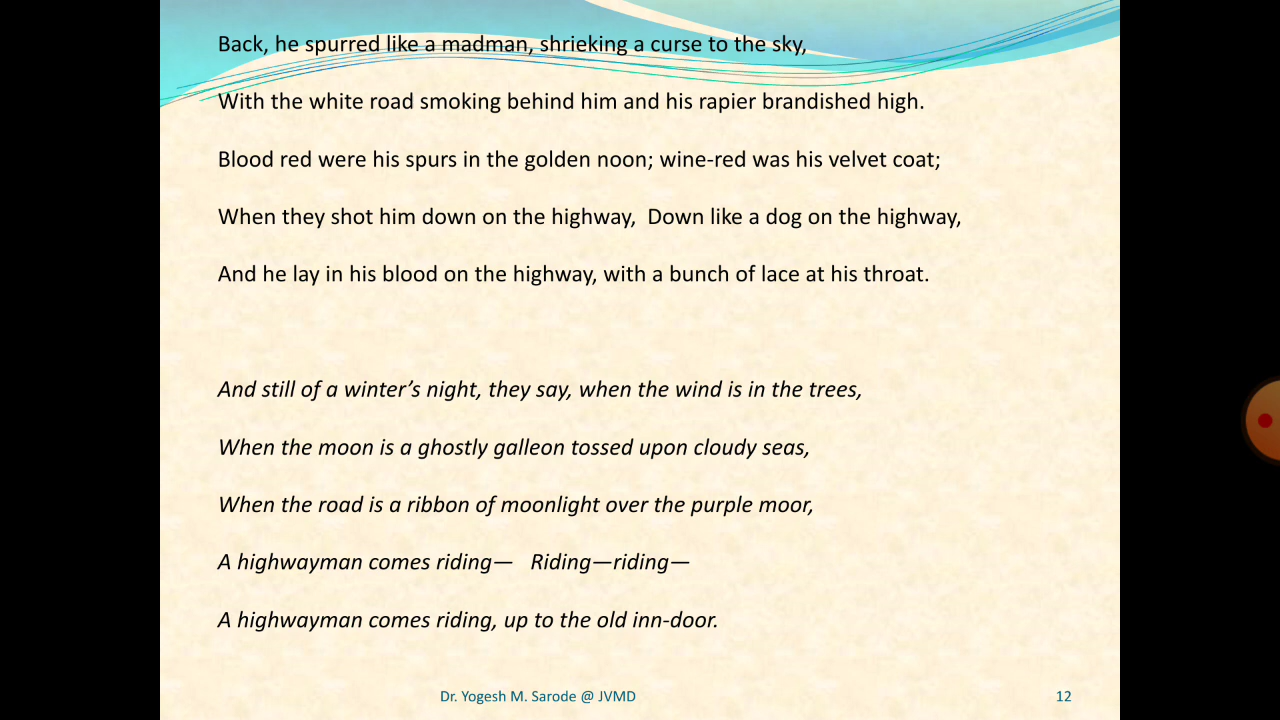 Back, he spurred like a madman, shrieking a curse to the sky,
With the white road smoking behind him and his rapier brandished high.
Blood red were his spurs in the golden noon; wine-red was his velvet coat;
When they shot him down on the highway,  Down like a dog on the highway,
And he lay in his blood on the highway, with a bunch of lace at his throat.
And still of a winter’s night, they say, when the wind is in the trees,
When the moon is a ghostly galleon tossed upon cloudy seas,
When the road is a ribbon of moonlight over the purple moor,
A highwayman comes riding—   Riding—riding—
A highwayman comes riding, up to the old inn-door.
Dr. Yogesh M. Sarode @ JVMD 12